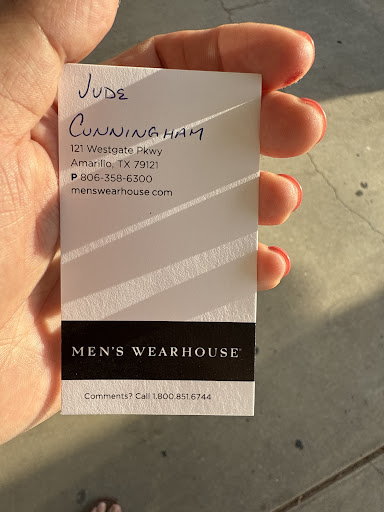 JUDE
CUNNINGHAM
121 Westgate Pkwy
Amarillo, TX 79121
P 806-358-6300
menswearhouse.com
MEN'S WEARHOUSE®
Comments? Call 1.800.851.6744